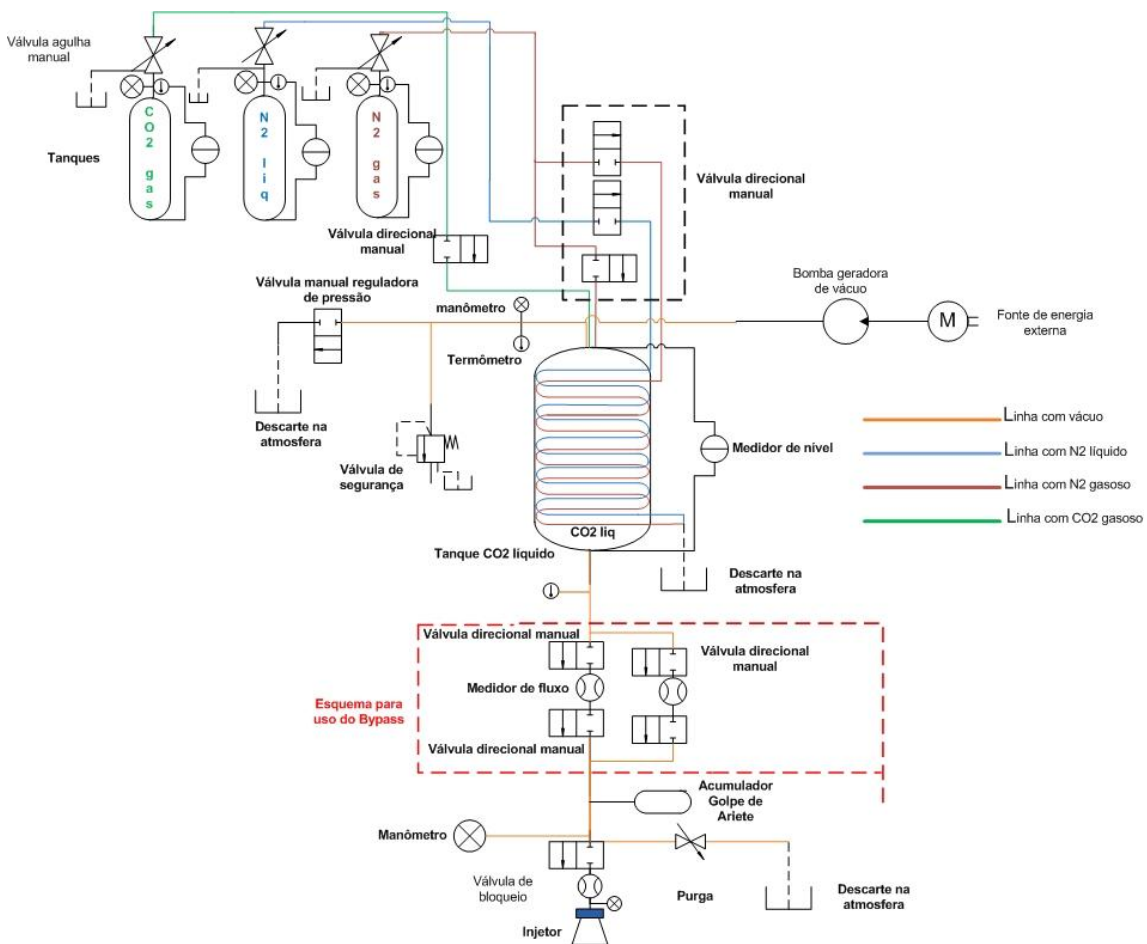 Válvula agulha
manual
Tanques
CO2 gas
N2 liq
N2 gas
Válvula direcional
manual
Válvula direcional
manual
Válvula manual reguladora
de pressão
manômetro
Termômetro
Bomba geradora
de vácuo
M
Fonte de energia
externa
Descarte na
atmosfera
Válvula de
segurança
Medidor de nível
Linha com vácuo
Linha com N2 líquido
Linha com N2 gasoso
Linha com CO2 gasoso
CO2 liq
Tanque CO2 líquido
Descarte na
atmosfera
Válvula direcional manual
Válvula direcional
manual
Medidor de fluxo
Esquema para
uso do Bypass
Válvula direcional manual
Acumulador
Golpe de
Ariete
Manômetro
Válvula de
bloqueio
Purga
Descarte na
atmosfera
Injetor